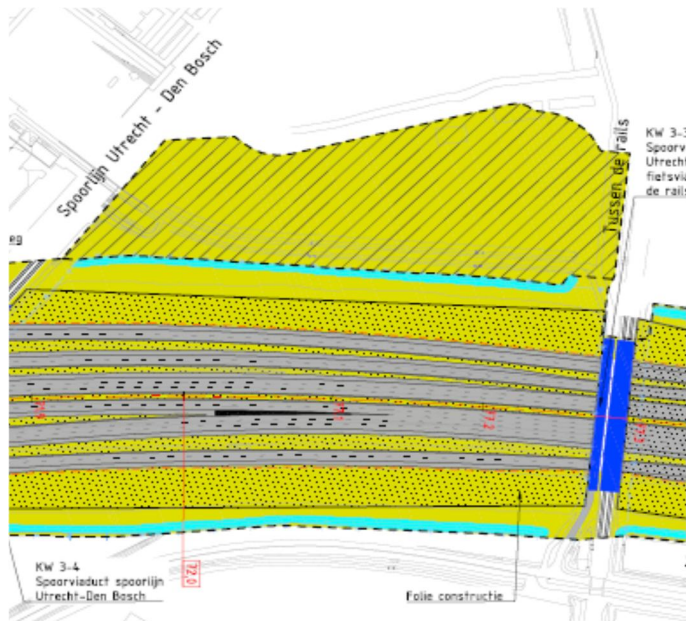 Spoorlijn Utrecht - Den Bosch
Tussen de rails
KW 3-3
Spoorv
Utrecht
fietsvia
de rails
eg
72.0
KW 3-4
Spoorviaduct spoorlijn
Utrecht-Den Bosch
Folie constructie